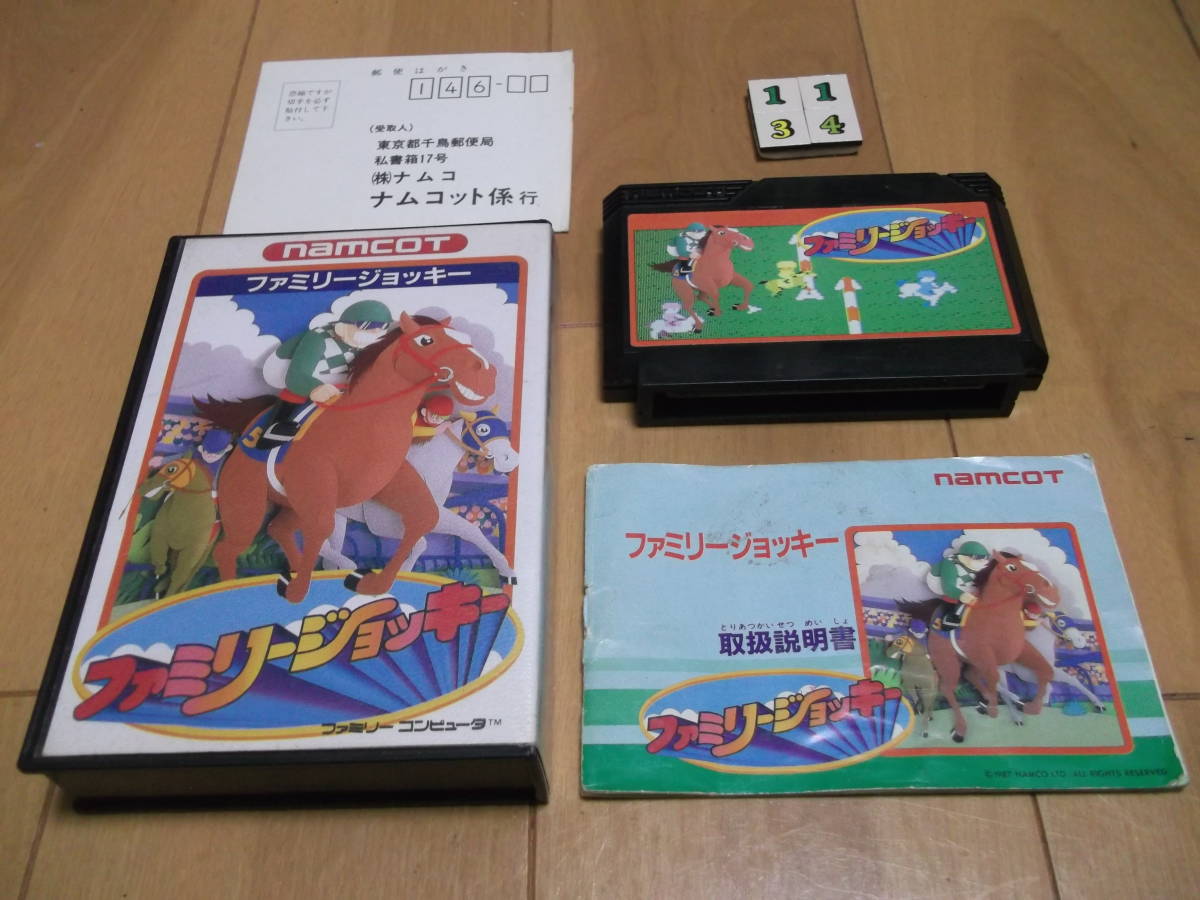 郵便はがき
146-
恐縮ですが
切手を必ず
貼付して下
さい。
(受取人)
東京都千鳥郵便局
私書箱17号
㈱ナムコ
ナムコット係 行
1 1
3 4
namcoT
ファミリージョッキー
5
ファミリージョッキー
ファミリー コンピュータ™
ファミリージョッキー
namcoT
ファミリージョッキー
とりあつかいせつ めい しょ
取扱説明書
ファミリージョッキー
©1987 NAMCO LTD. ALL RIGHTS RESERVED